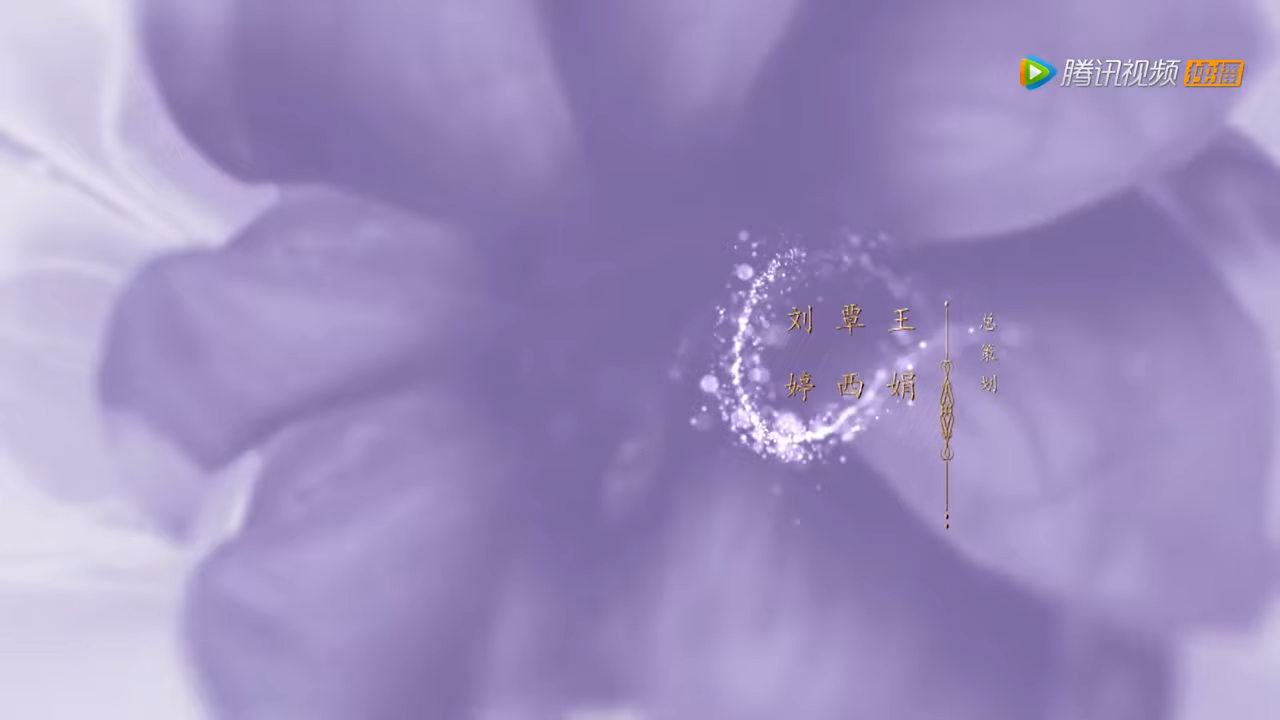 腾讯视频 独播
总策划
王娟
覃西
刘婷